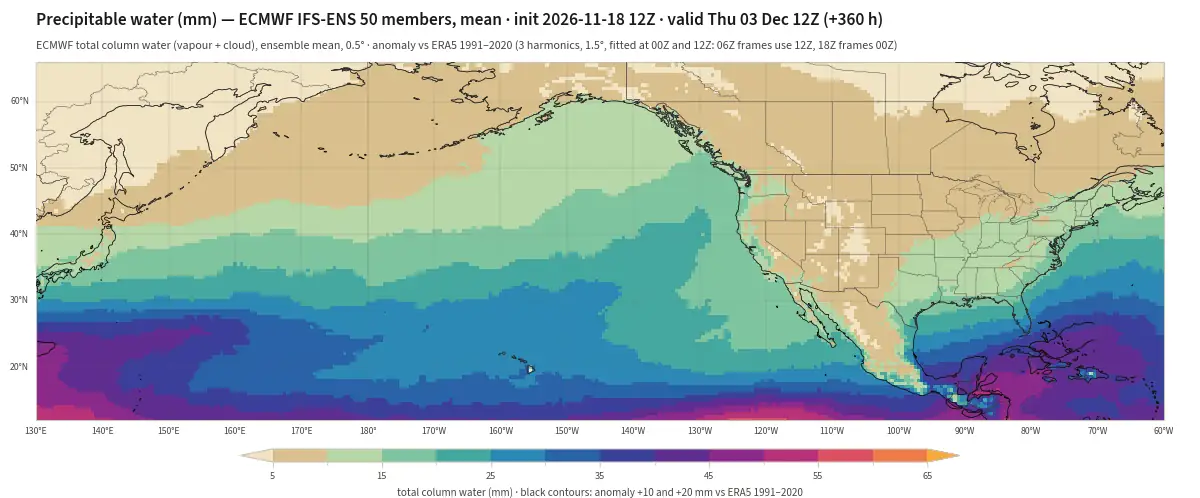 Precipitable water (mm) — ECMWF IFS-ENS 50 members, mean · init 2026-11-18 12Z · valid Thu 03 Dec 12Z (+360 h)
ECMWF total column water (vapour + cloud), ensemble mean, 0.5° · anomaly vs ERA5 1991–2020 (3 harmonics, 1.5°, fitted at 00Z and 12Z: 06Z frames use 12Z, 18Z frames 00Z)
60°N
50°N
40°N
30°N
20°N
130°E 140°E 150°E 160°E 170°E 180° 170°W 160°W 150°W 140°W 130°W 120°W 110°W 100°W 90°W 80°W 70°W 60°W
5 15 25 35 45 55 65
total column water (mm) · black contours: anomaly +10 and +20 mm vs ERA5 1991–2020